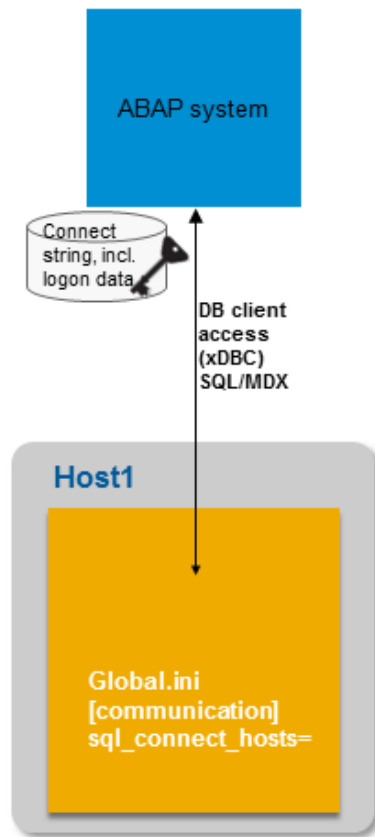 ABAP system
Connect
string, incl.
logon data
DB client
access
(xDBC)
SQL/MDX
Host1
Global.ini
[communication]
sql_connect_hosts=